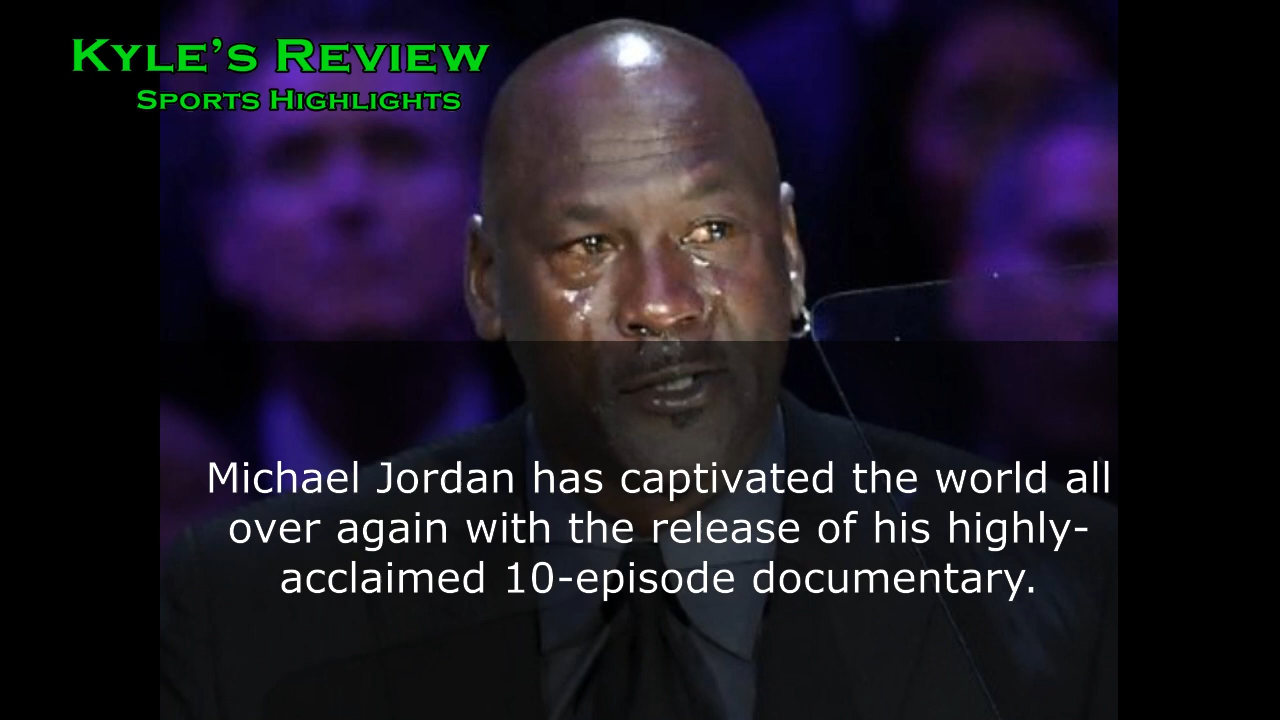 Kyle's Review
Sports Highlights
Michael Jordan has captivated the world all
over again with the release of his highly-
acclaimed 10-episode documentary.